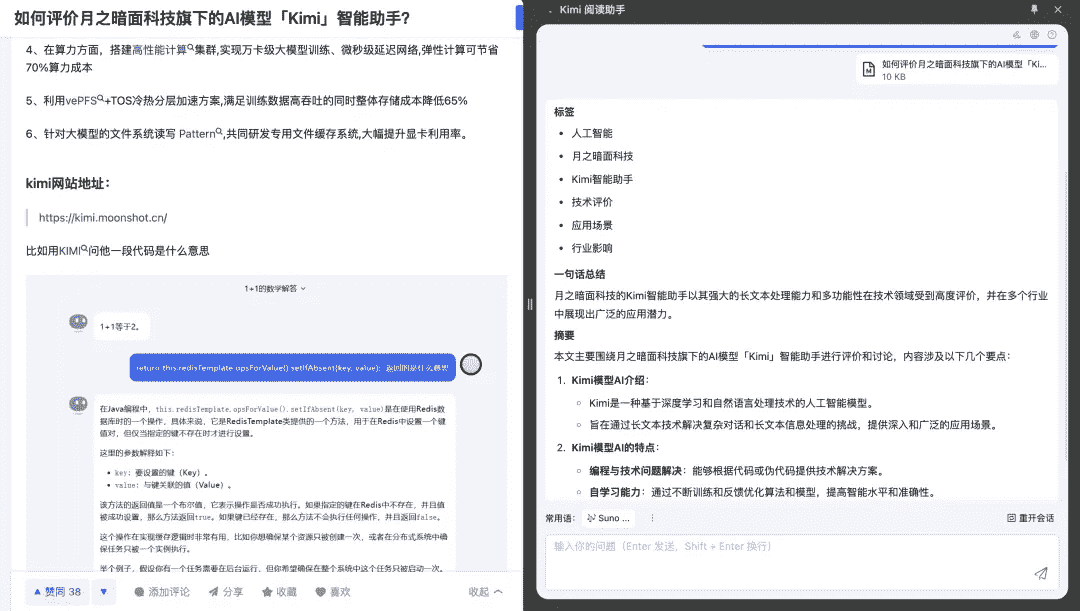 如何评价月之暗面科技旗下的AI模型「Kimi」智能助手？
4、在算力方面，搭建高性能计算集群,实现万卡级大模型训练、微秒级延迟网络,弹性计算可节省
70%算力成本
5、利用vePFS+TOS冷热分层加速方案,满足训练数据高吞吐的同时整体存储成本降低65%
6、针对大模型的文件系统读写 Pattern,共同研发专用文件缓存系统,大幅提升显卡利用率。
kimi网站地址：
https://kimi.moonshot.cn/
比如用KIMI问他一段代码是什么意思
1+1的数学解答
1+1等于2。
return this.redisTemplate.opsForValue().setIfAbsent(key, value); 返回的是什么意思
在Java编程中，this.redisTemplate.opsForValue().setIfAbsent(key, value)是在使用Redis数
据库时的一个操作，具体来说，它是RedisTemplate类提供的一个方法，用于在Redis中设置一个键
值对，但仅当指定的键不存在时才进行设置。
这里的参数解释如下：
• key：要设置的键（Key）。
• value：与键关联的值（Value）。
该方法的返回值是一个布尔值，它表示操作是否成功执行。如果指定的键在Redis中不存在，并且值
被成功设置，那么方法返回true。如果键已经存在，那么方法不会执行任何操作，并且返回false。
这个操作在实现缓存逻辑时非常有用，比如你想确保某个资源只被创建一次，或者在分布式系统中确
保任务只被一个实例执行。
举个例子，假设你有一个任务需要在后台运行，但你希望确保在整个系统中这个任务只被启动一次。
赞同 38
添加评论
分享
收藏
喜欢
收起
Kimi 阅读助手
如何评价月之暗面科技旗下的AI模型「Ki...
10 KB
标签
• 人工智能
• 月之暗面科技
• Kimi智能助手
• 技术评价
• 应用场景
• 行业影响
一句话总结
月之暗面科技的Kimi智能助手以其强大的长文本处理能力和多功能性在技术领域受到高度评价，并在多个行业
中展现出广泛的应用潜力。
摘要
本文主要围绕月之暗面科技旗下的AI模型「Kimi」智能助手进行评价和讨论，内容涉及以下几个要点：
1. Kimi模型AI介绍：
Kimi是一种基于深度学习和自然语言处理技术的人工智能模型。
旨在通过长文本技术解决复杂对话和长文本信息处理的挑战，提供深入和广泛的应用场景。
2. Kimi模型AI的特点：
编程与技术问题解决：能够根据代码或伪代码提供技术解决方案。
自学习能力：通过不断训练和反馈优化算法和模型，提高智能水平和准确性。
常用语：
Suno ...
重开会话
输入你的问题（Enter 发送，Shift + Enter 换行）